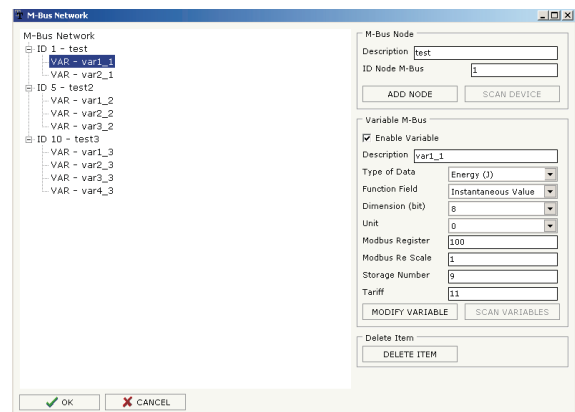 M-Bus Network
M-Bus Network
ID 1 - test
VAR - var1_1
VAR - var2_1
ID 5 - test2
VAR - var1_2
VAR - var2_2
VAR - var3_2
ID 10 - test3
VAR - var1_3
VAR - var2_3
VAR - var3_3
VAR - var4_3
M-Bus Node
Description test
ID Node M-Bus 1
ADD NODE SCAN DEVICE
Variable M-Bus
Enable Variable
Description var1_1
Type of Data Energy (J)
Function Field Instantaneous Value
Dimension (bit) 8
Unit 0
Modbus Register 100
Modbus Re Scale 1
Storage Number 9
Tariff 11
MODIFY VARIABLE SCAN VARIABLES
Delete Item
DELETE ITEM
OK CANCEL